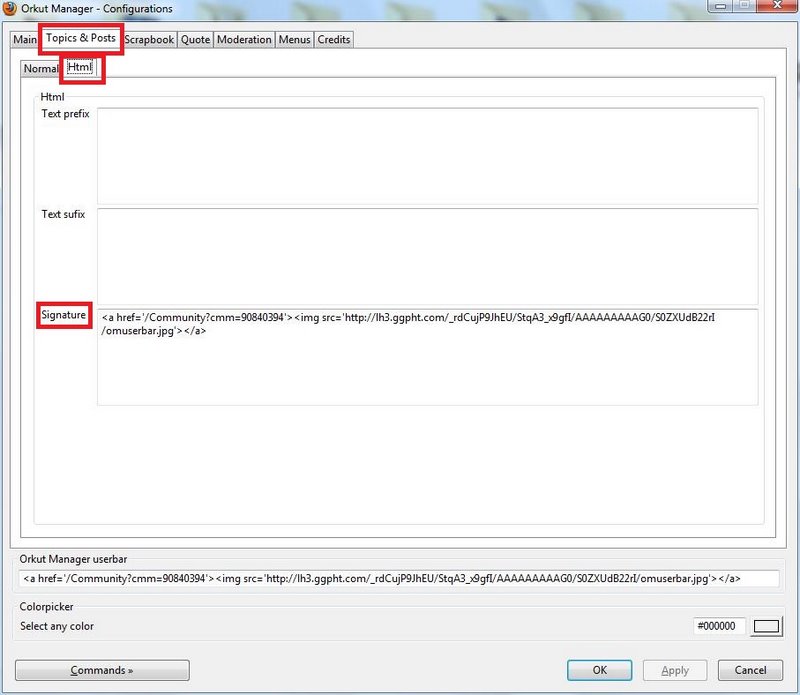 Orkut Manager - Configurations
Main Topics & Posts Scrapbook Quote Moderation Menus Credits
Normal Html
Html
Text prefix
Text sufix
Signature
<a href='/Community?cmm=90840394'><img src='http://lh3.ggpht.com/_rdCujP9JhEU/StqA3_x9gfI/AAAAAAAAAG0/S0ZXUdB22rI
/omuserbar.jpg'></a>
Orkut Manager userbar
<a href='/Community?cmm=90840394'><img src='http://lh3.ggpht.com/_rdCujP9JhEU/StqA3_x9gfI/AAAAAAAAAG0/S0ZXUdB22rI/omuserbar.jpg'></a>
Colorpicker
Select any color #000000
Commands » OK Apply Cancel